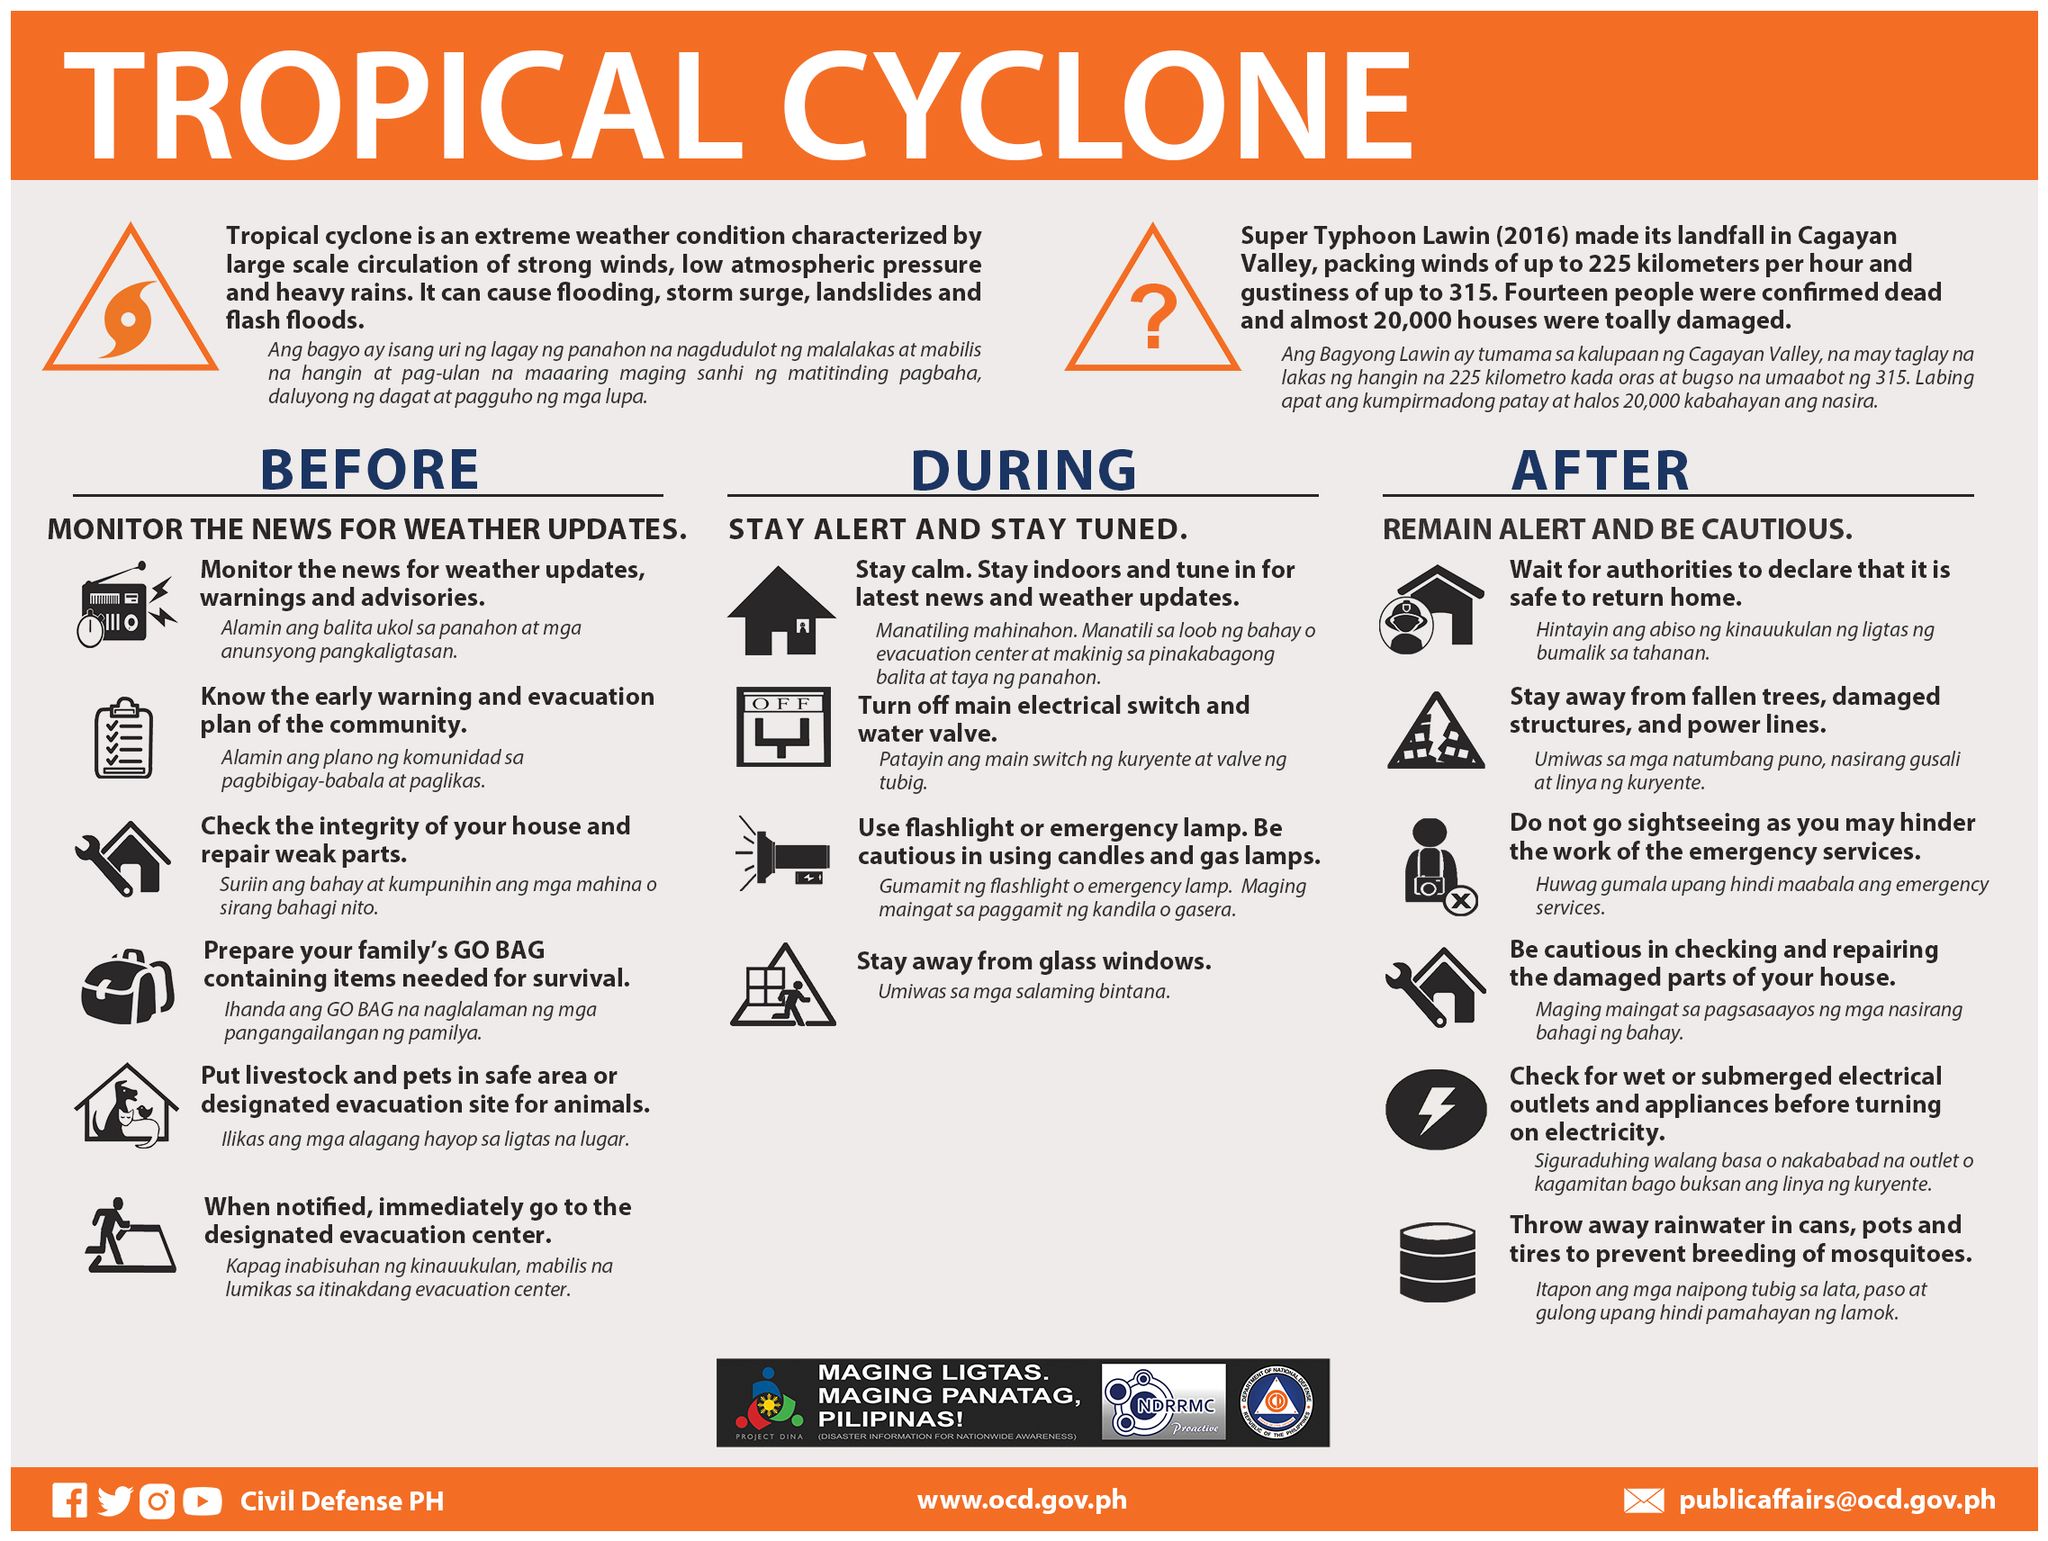 TROPICAL CYCLONE
Tropical cyclone is an extreme weather condition characterized by
large scale circulation of strong winds, low atmospheric pressure
and heavy rains. It can cause flooding, storm surge, landslides and
flash floods.
Ang bagyo ay isang uri ng lagay ng panahon na nagdudulot ng malalakas at mabilis
na hangin at pag-ulan na maaaring maging sanhi ng matitinding pagbaha,
daluyong ng dagat at pagguho ng mga lupa.
?
Super Typhoon Lawin (2016) made its landfall in Cagayan
Valley, packing winds of up to 225 kilometers per hour and
gustiness of up to 315. Fourteen people were confirmed dead
and almost 20,000 houses were toally damaged.
Ang Bagyong Lawin ay tumama sa kalupaan ng Cagayan Valley, na may taglay na
lakas ng hangin na 225 kilometro kada oras at bugso na umaabot ng 315. Labing
apat ang kumpirmadong patay at halos 20,000 kabahayan ang nasira.
BEFORE
MONITOR THE NEWS FOR WEATHER UPDATES.
Monitor the news for weather updates,
warnings and advisories.
Alamin ang balita ukol sa panahon at mga
anunsyong pangkaligtasan.
Know the early warning and evacuation
plan of the community.
Alamin ang plano ng komunidad sa
pagbibigay-babala at paglikas.
Check the integrity of your house and
repair weak parts.
Suriin ang bahay at kumpunihin ang mga mahina o
sirang bahagi nito.
Prepare your family’s GO BAG
containing items needed for survival.
Ihanda ang GO BAG na naglalaman ng mga
pangangailangan ng pamilya.
Put livestock and pets in safe area or
designated evacuation site for animals.
Ilikas ang mga alagang hayop sa ligtas na lugar.
When notified, immediately go to the
designated evacuation center.
Kapag inabisuhan ng kinauukulan, mabilis na
lumikas sa itinakdang evacuation center.
DURING
STAY ALERT AND STAY TUNED.
Stay calm. Stay indoors and tune in for
latest news and weather updates.
Manatiling mahinahon. Manatili sa loob ng bahay o
evacuation center at makinig sa pinakabagong
balita at taya ng panahon.
OFF
Turn off main electrical switch and
water valve.
Patayin ang main switch ng kuryente at valve ng
tubig.
Use flashlight or emergency lamp. Be
cautious in using candles and gas lamps.
Gumamit ng flashlight o emergency lamp. Maging
maingat sa paggamit ng kandila o gasera.
Stay away from glass windows.
Umiwas sa mga salaming bintana.
AFTER
REMAIN ALERT AND BE CAUTIOUS.
Wait for authorities to declare that it is
safe to return home.
Hintayin ang abiso ng kinauukulan ng ligtas ng
bumalik sa tahanan.
Stay away from fallen trees, damaged
structures, and power lines.
Umiwas sa mga natumbang puno, nasirang gusali
at linya ng kuryente.
Do not go sightseeing as you may hinder
the work of the emergency services.
Huwag gumala upang hindi maabala ang emergency
services.
Be cautious in checking and repairing
the damaged parts of your house.
Maging maingat sa pagsasaayos ng mga nasirang
bahagi ng bahay.
Check for wet or submerged electrical
outlets and appliances before turning
on electricity.
Siguraduhing walang basa o nakababad na outlet o
kagamitan bago buksan ang linya ng kuryente.
Throw away rainwater in cans, pots and
tires to prevent breeding of mosquitoes.
Itapon ang mga naipong tubig sa lata, paso at
gulong upang hindi pamahayan ng lamok.
PROJECT DINA
MAGING LIGTAS.
MAGING PANATAG,
PILIPINAS!
(DISASTER INFORMATION FOR NATIONWIDE AWARENESS)
NDRRMC
Proactive
DEPARTMENT OF NATIONAL DEFENSE
CD
REPUBLIC OF THE PHILIPPINES
Civil Defense PH
www.ocd.gov.ph
publicaffairs@ocd.gov.ph